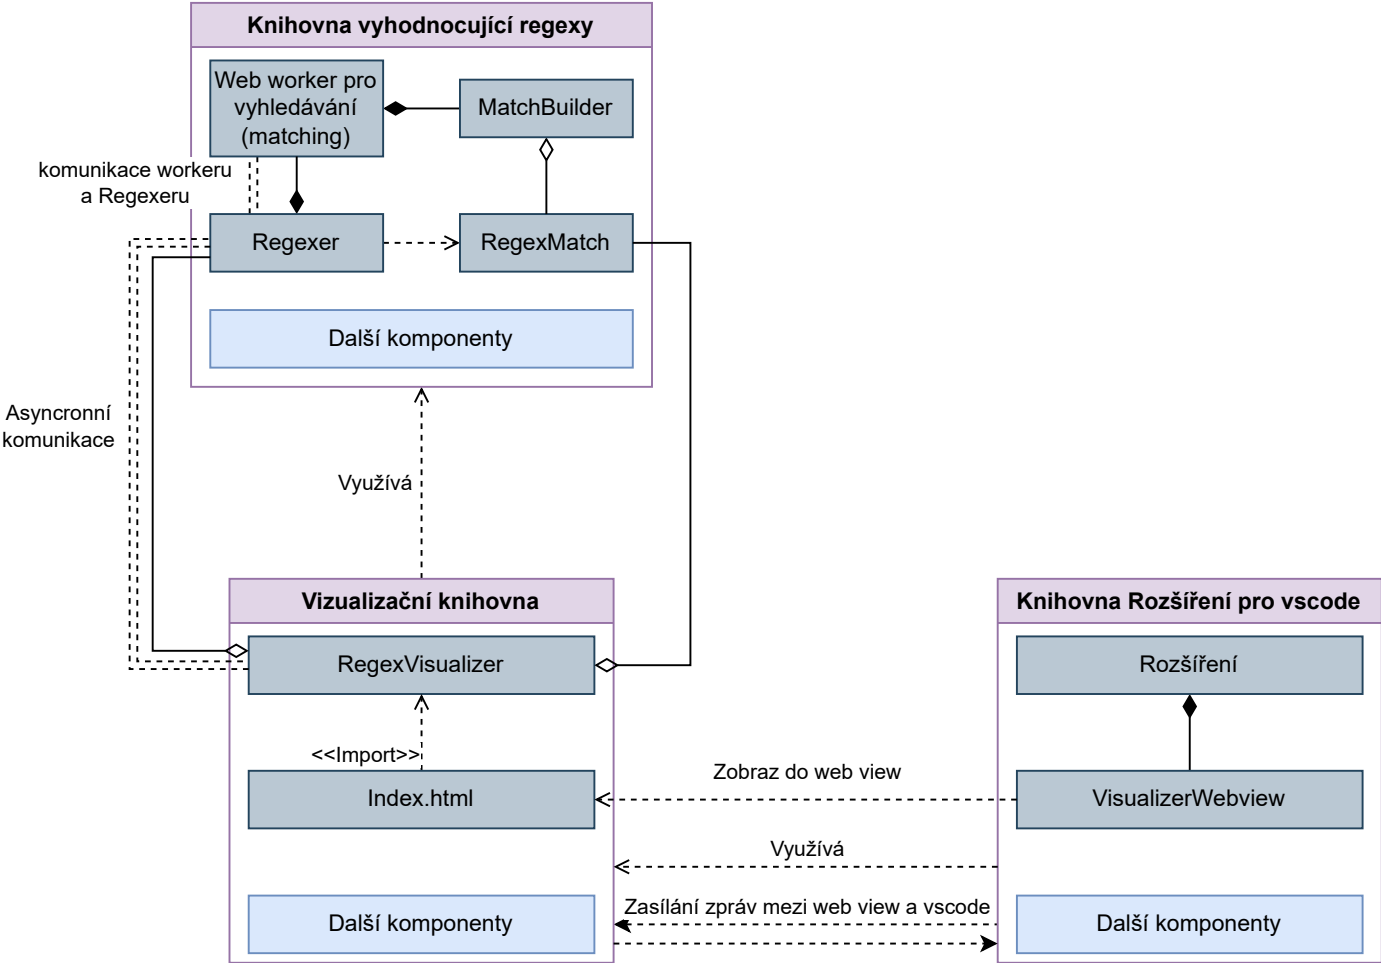 Knihovna vyhodnocující regexy
Web worker pro
vyhledávání
(matching)
MatchBuilder
komunikace workeru
a Regexeru
Regexer
RegexMatch
Další komponenty
Asyncronní
komunikace
Využívá
Vizualizační knihovna
RegexVisualizer
<<Import>>
Index.html
Další komponenty
Knihovna Rozšíření pro vscode
Rozšíření
Zobraz do web view
VisualizerWebview
Využívá
Zasílání zpráv mezi web view a vscode
Další komponenty